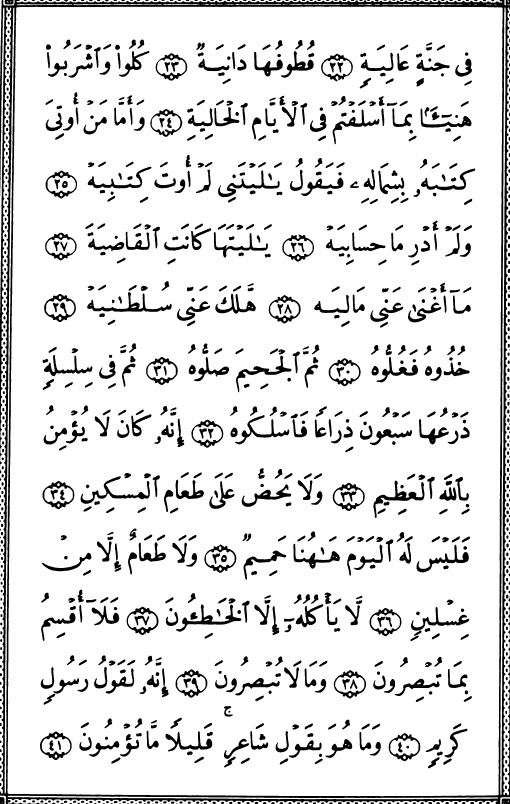 فِى جَنَّةٍ عَالِيَةٍ ٢٢ قُطُوفُهَا دَانِيَةٌ ٢٣ كُلُوا۟ وَٱشْرَبُوا۟
هَنِيٓـًٔۢا بِمَآ أَسْلَفْتُمْ فِى ٱلْأَيَّامِ ٱلْخَالِيَةِ ٢٤ وَأَمَّا مَنْ أُوتِىَ
كِتَٰبَهُۥ بِشِمَالِهِۦ فَيَقُولُ يَٰلَيْتَنِى لَمْ أُوتَ كِتَٰبِيَهْ ٢٥
وَلَمْ أَدْرِ مَا حِسَابِيَهْ ٢٦ يَٰلَيْتَهَا كَانَتِ ٱلْقَاضِيَةَ ٢٧
مَآ أَغْنَىٰ عَنِّى مَالِيَهْ ٢٨ هَّلَكَ عَنِّى سُلْطَٰنِيَهْ ٢٩
خُذُوهُ فَغُلُّوهُ ٣٠ ثُمَّ ٱلْجَحِيمَ صَلُّوهُ ٣١ ثُمَّ فِى سِلْسِلَةٍ
ذَرْعُهَا سَبْعُونَ ذِرَاعًا فَٱسْلُكُوهُ ٣٢ إِنَّهُۥ كَانَ لَا يُؤْمِنُ
بِٱللَّهِ ٱلْعَظِيمِ ٣٣ وَلَا يَحُضُّ عَلَىٰ طَعَامِ ٱلْمِسْكِينِ ٣٤
فَلَيْسَ لَهُ ٱلْيَوْمَ هَٰهُنَا حَمِيمٌ ٣٥ وَلَا طَعَامٌ إِلَّا مِنْ
غِسْلِينٍ ٣٦ لَّا يَأْكُلُهُۥٓ إِلَّا ٱلْخَٰطِـُٔونَ ٣٧ فَلَآ أُقْسِمُ
بِمَا تُبْصِرُونَ ٣٨ وَمَا لَا تُبْصِرُونَ ٣٩ إِنَّهُۥ لَقَوْلُ رَسُولٍ
كَرِيمٍ ٤٠ وَمَا هُوَ بِقَوْلِ شَاعِرٍ ۚ قَلِيلًا مَّا تُؤْمِنُونَ ٤١